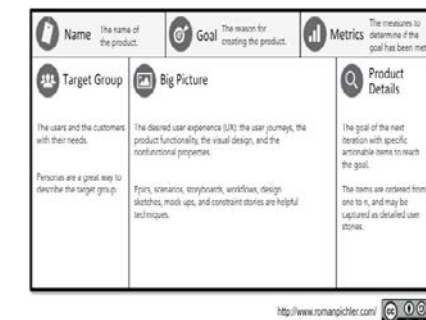 Name
The name of
the product.
Goal
The reason for
creating the product.
Metrics
The measures to
determine if the
goal has been met
Target Group
Big Picture
Product
Details
The users and the customers
with their needs.
Personas are a great way to
describe the target group.
The desired user experience (UX): the user journeys, the
product functionality, the visual design, and the
nonfunctional properties.
Epics, scenarios, storyboards, workflows, design
sketches, mock ups, and constraint stories are helpful
techniques.
The goal of the next
iteration with specific
actionable items to reach
the goal.
The items are ordered from
one to n, and may be
captured as detailed user
stories.
http://www.romanpichler.com/
cc